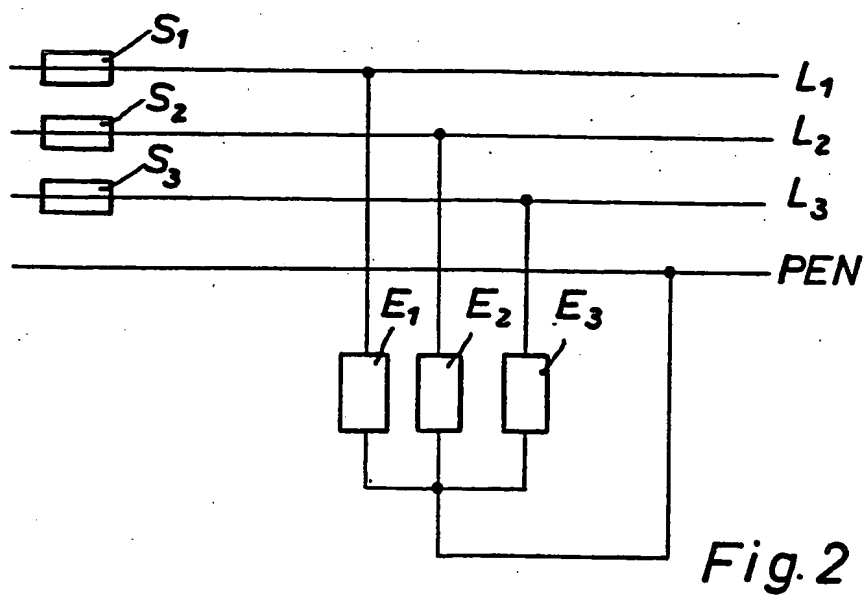 S₁
L₁
S₂
L₂
S₃
L₃
PEN
E₁
E₂
E₃
Fig. 2